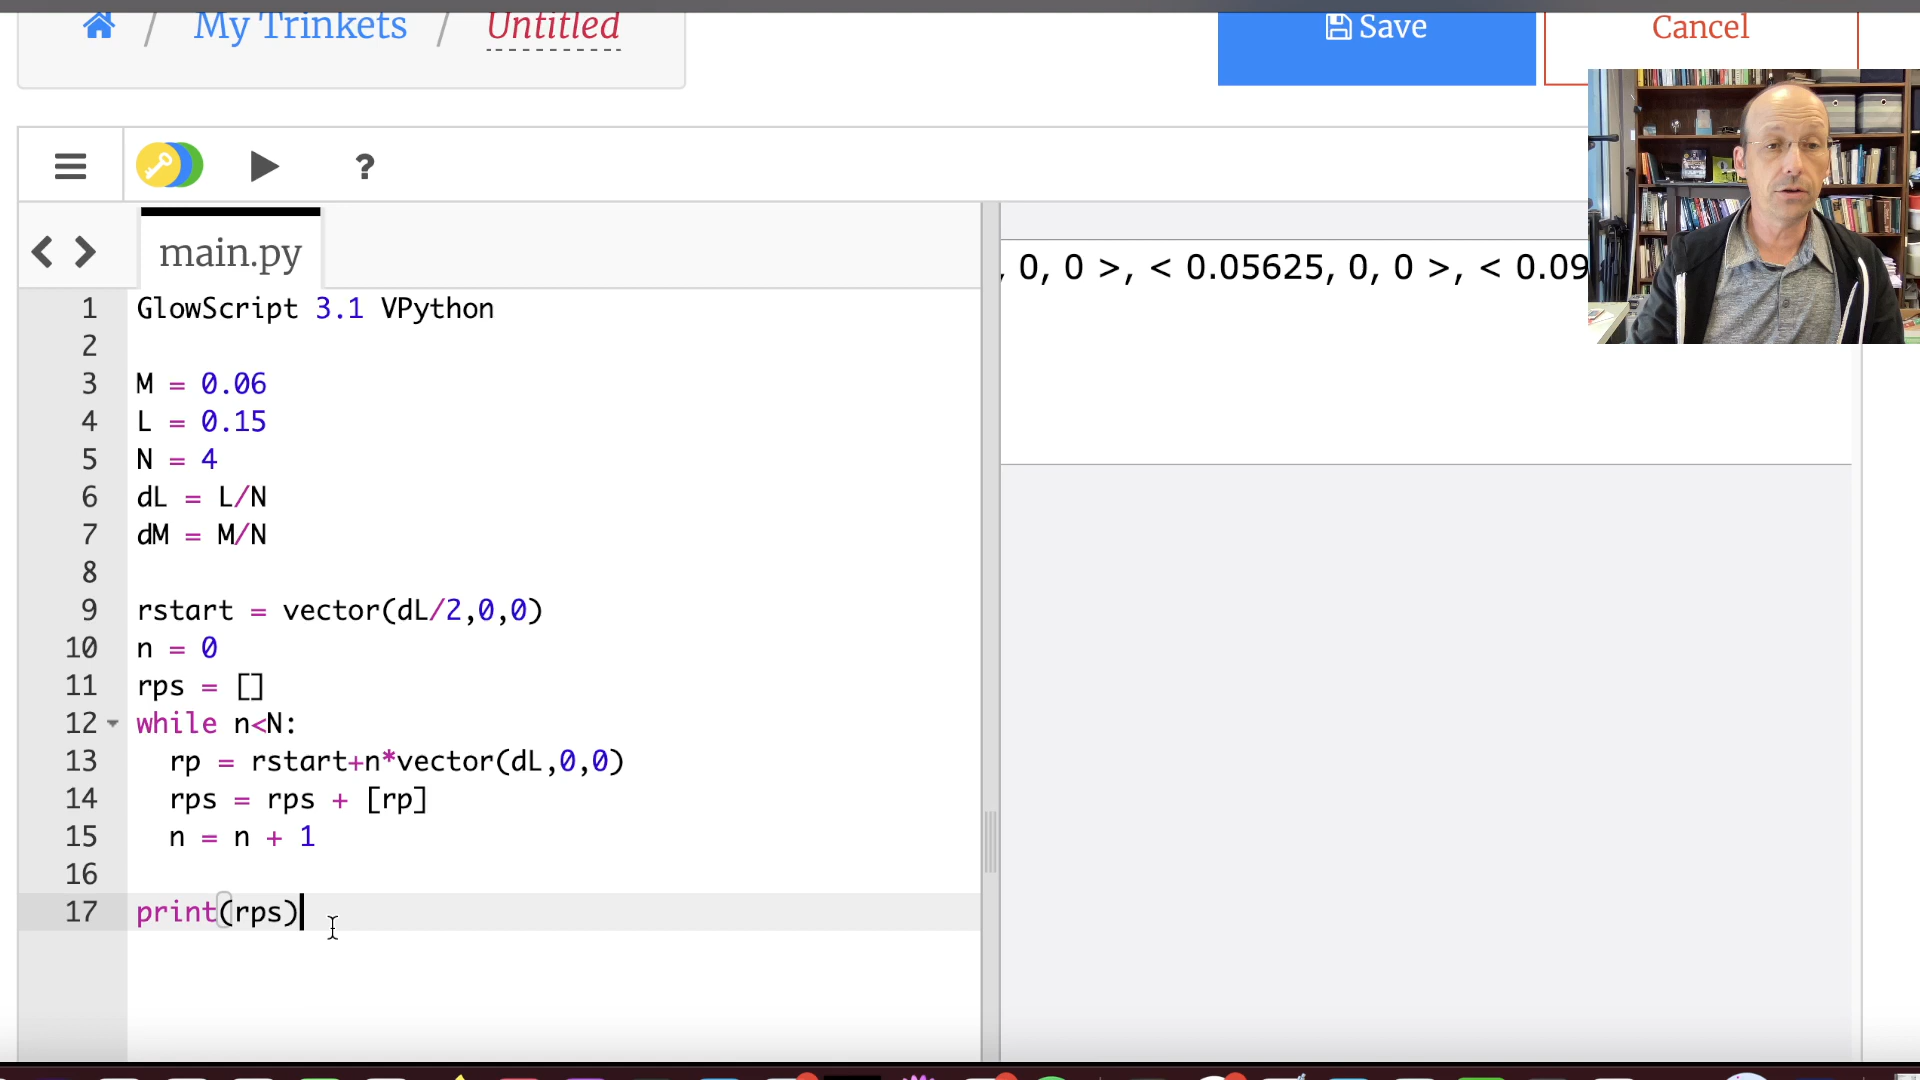 / My Trinkets / Untitled
Save
Cancel
?
main.py
, 0, 0 >, < 0.05625, 0, 0 >, < 0.09
1 GlowScript 3.1 VPython
2
3 M = 0.06
4 L = 0.15
5 N = 4
6 dL = L/N
7 dM = M/N
8
9 rstart = vector(dL/2,0,0)
10 n = 0
11 rps = []
12 while n<N:
13 rp = rstart+n*vector(dL,0,0)
14 rps = rps + [rp]
15 n = n + 1
16
17 print(rps)